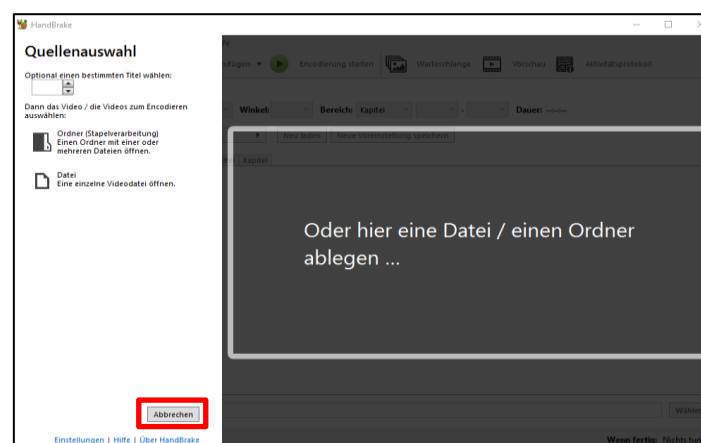 HandBrake
Quellenauswahl
Optional einen bestimmten Titel wählen:
Dann das Video / die Videos zum Encodieren
auswählen:
Ordner (Stapelverarbeitung)
Einen Ordner mit einer oder
mehreren Dateien öffnen.
Datei
Eine einzelne Videodatei öffnen.
Abbrechen
Einstellungen | Hilfe | Über HandBrake
Encodierung starten Warteschlange Vorschau Aktivitätsprotokoll
Winkel: Bereich: Kapitel - Dauer: --:--:--
Neu laden Neue Voreinstellung speichern
Kapitel
Oder hier eine Datei / einen Ordner
ablegen ...
Wenn fertig: Nichts